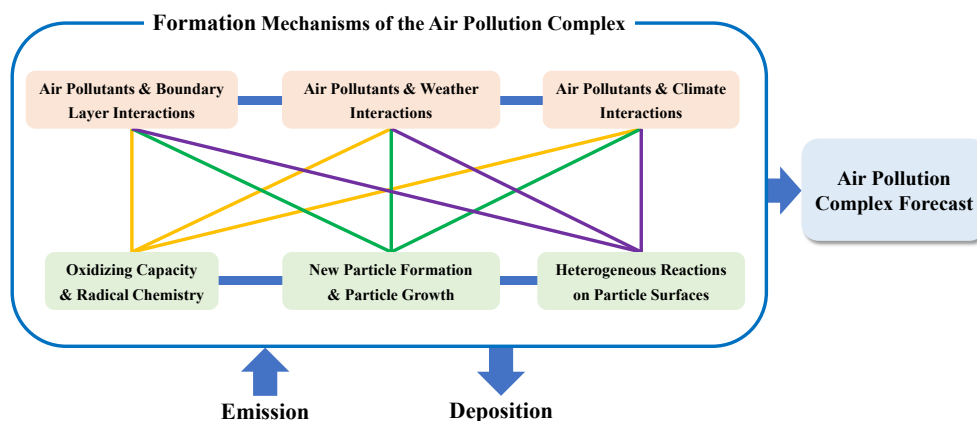 Formation Mechanisms of the Air Pollution Complex
Air Pollutants & Boundary
Layer Interactions
Air Pollutants & Weather
Interactions
Air Pollutants & Climate
Interactions
Air Pollution
Complex Forecast
Oxidizing Capacity
& Radical Chemistry
New Particle Formation
& Particle Growth
Heterogeneous Reactions
on Particle Surfaces
Emission
Deposition